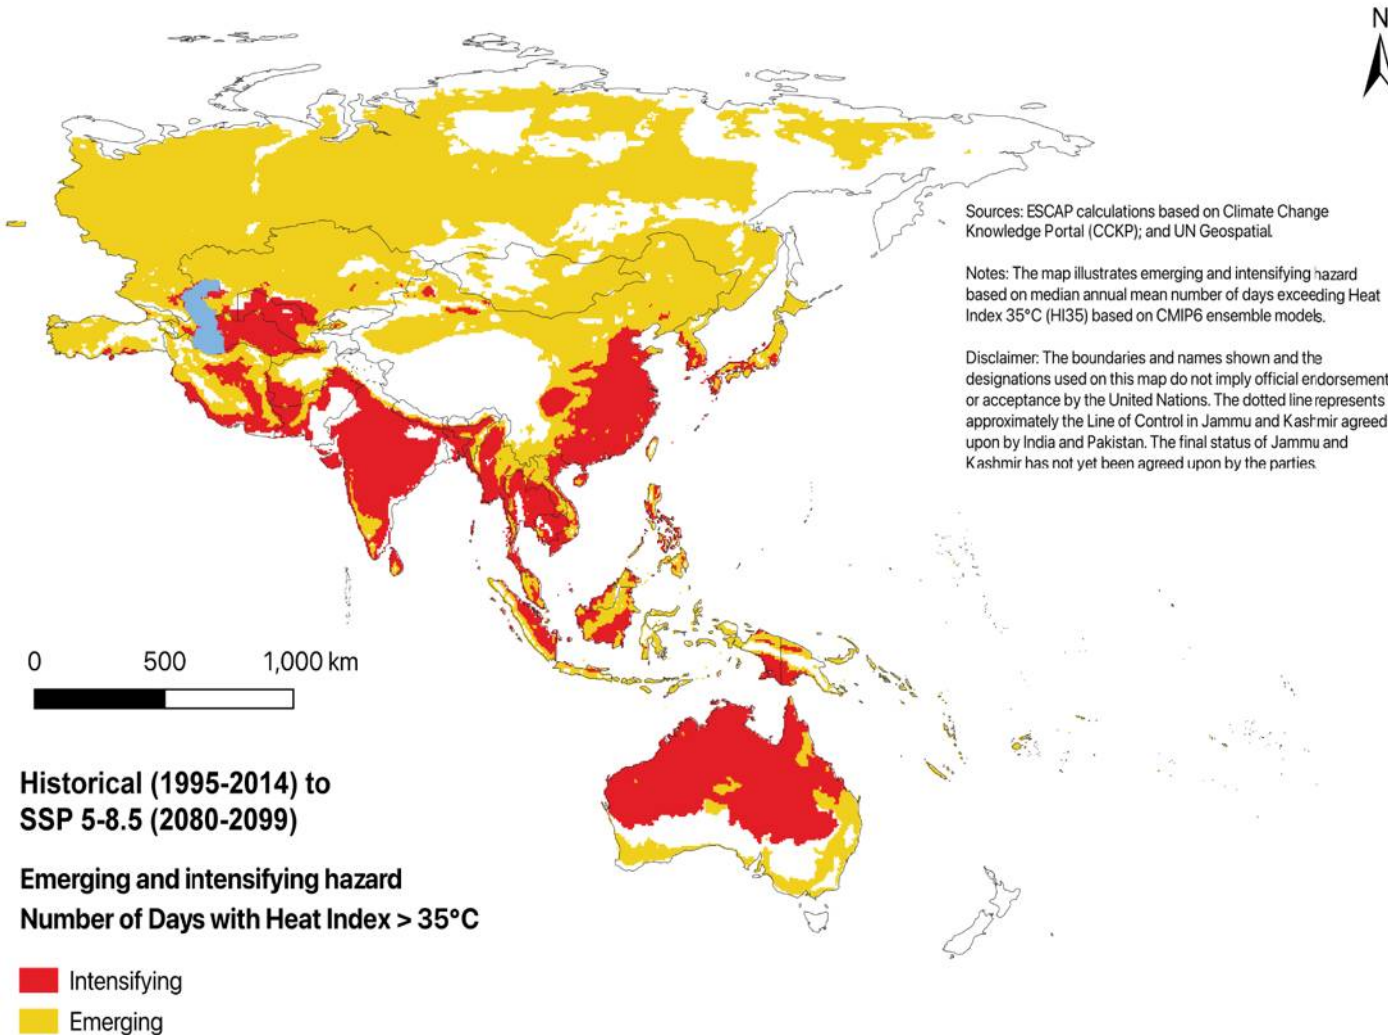 N
Sources: ESCAP calculations based on Climate Change
Knowledge Portal (CCKP); and UN Geospatial.
Notes: The map illustrates emerging and intensifying hazard
based on median annual mean number of days exceeding Heat
Index 35°C (HI35) based on CMIP6 ensemble models.
Disclaimer: The boundaries and names shown and the
designations used on this map do not imply official endorsement
or acceptance by the United Nations. The dotted line represents
approximately the Line of Control in Jammu and Kashmir agreed
upon by India and Pakistan. The final status of Jammu and
Kashmir has not yet been agreed upon by the parties.
0 500 1,000 km
Historical (1995-2014) to
SSP 5-8.5 (2080-2099)
Emerging and intensifying hazard
Number of Days with Heat Index > 35°C
Intensifying
Emerging